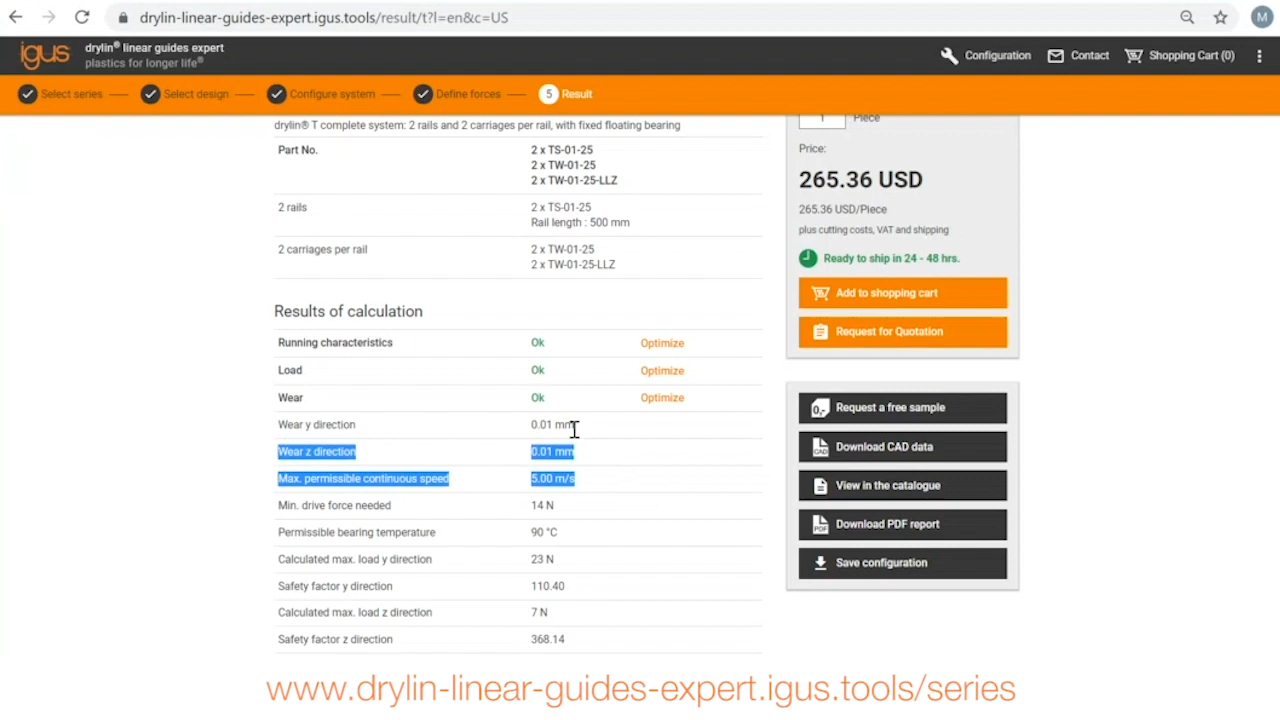 drylin-linear-guides-expert.igus.tools/result/t?l=en&c=US
M
igus
drylin® linear guides expert
plastics for longer life®
Configuration
Contact
Shopping Cart (0)
Select series
Select design
Configure system
Define forces
5 Result
drylin® T complete system: 2 rails and 2 carriages per rail, with fixed floating bearing
Part No. 2 x TS-01-25
2 x TW-01-25
2 x TW-01-25-LLZ
2 rails 2 x TS-01-25
Rail length : 500 mm
2 carriages per rail 2 x TW-01-25
2 x TW-01-25-LLZ
Results of calculation
Running characteristics Ok Optimize
Load Ok Optimize
Wear Ok Optimize
Wear y direction 0.01 mm
Wear z direction 0.01 mm
Max. permissible continuous speed 5.00 m/s
Min. drive force needed 14 N
Permissible bearing temperature 90 °C
Calculated max. load y direction 23 N
Safety factor y direction 110.40
Calculated max. load z direction 7 N
Safety factor z direction 368.14
1 Piece
Price:
265.36 USD
265.36 USD/Piece
plus cutting costs, VAT and shipping
Ready to ship in 24 - 48 hrs.
Add to shopping cart
Request for Quotation
0,- Request a free sample
CAD Download CAD data
View in the catalogue
PDF Download PDF report
Save configuration
www.drylin-linear-guides-expert.igus.tools/series